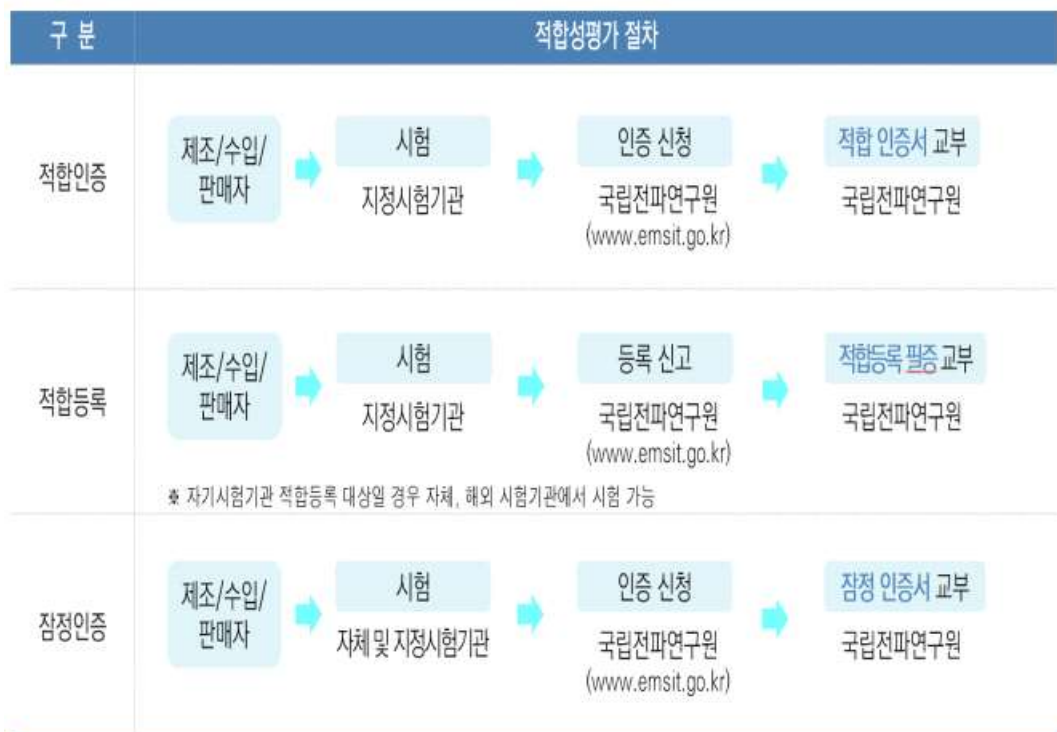 구 분
적합성평가 절차
적합인증
제조/수입/
판매자
시험
지정시험기관
인증 신청
국립전파연구원
(www.emsit.go.kr)
적합 인증서 교부
국립전파연구원
적합등록
제조/수입/
판매자
시험
지정시험기관
등록 신고
국립전파연구원
(www.emsit.go.kr)
적합등록 필증 교부
국립전파연구원
※ 자기시험기관 적합등록 대상일 경우 자체, 해외 시험기관에서 시험 가능
잠정인증
제조/수입/
판매자
시험
자체 및 지정시험기관
인증 신청
국립전파연구원
(www.emsit.go.kr)
잠정 인증서 교부
국립전파연구원